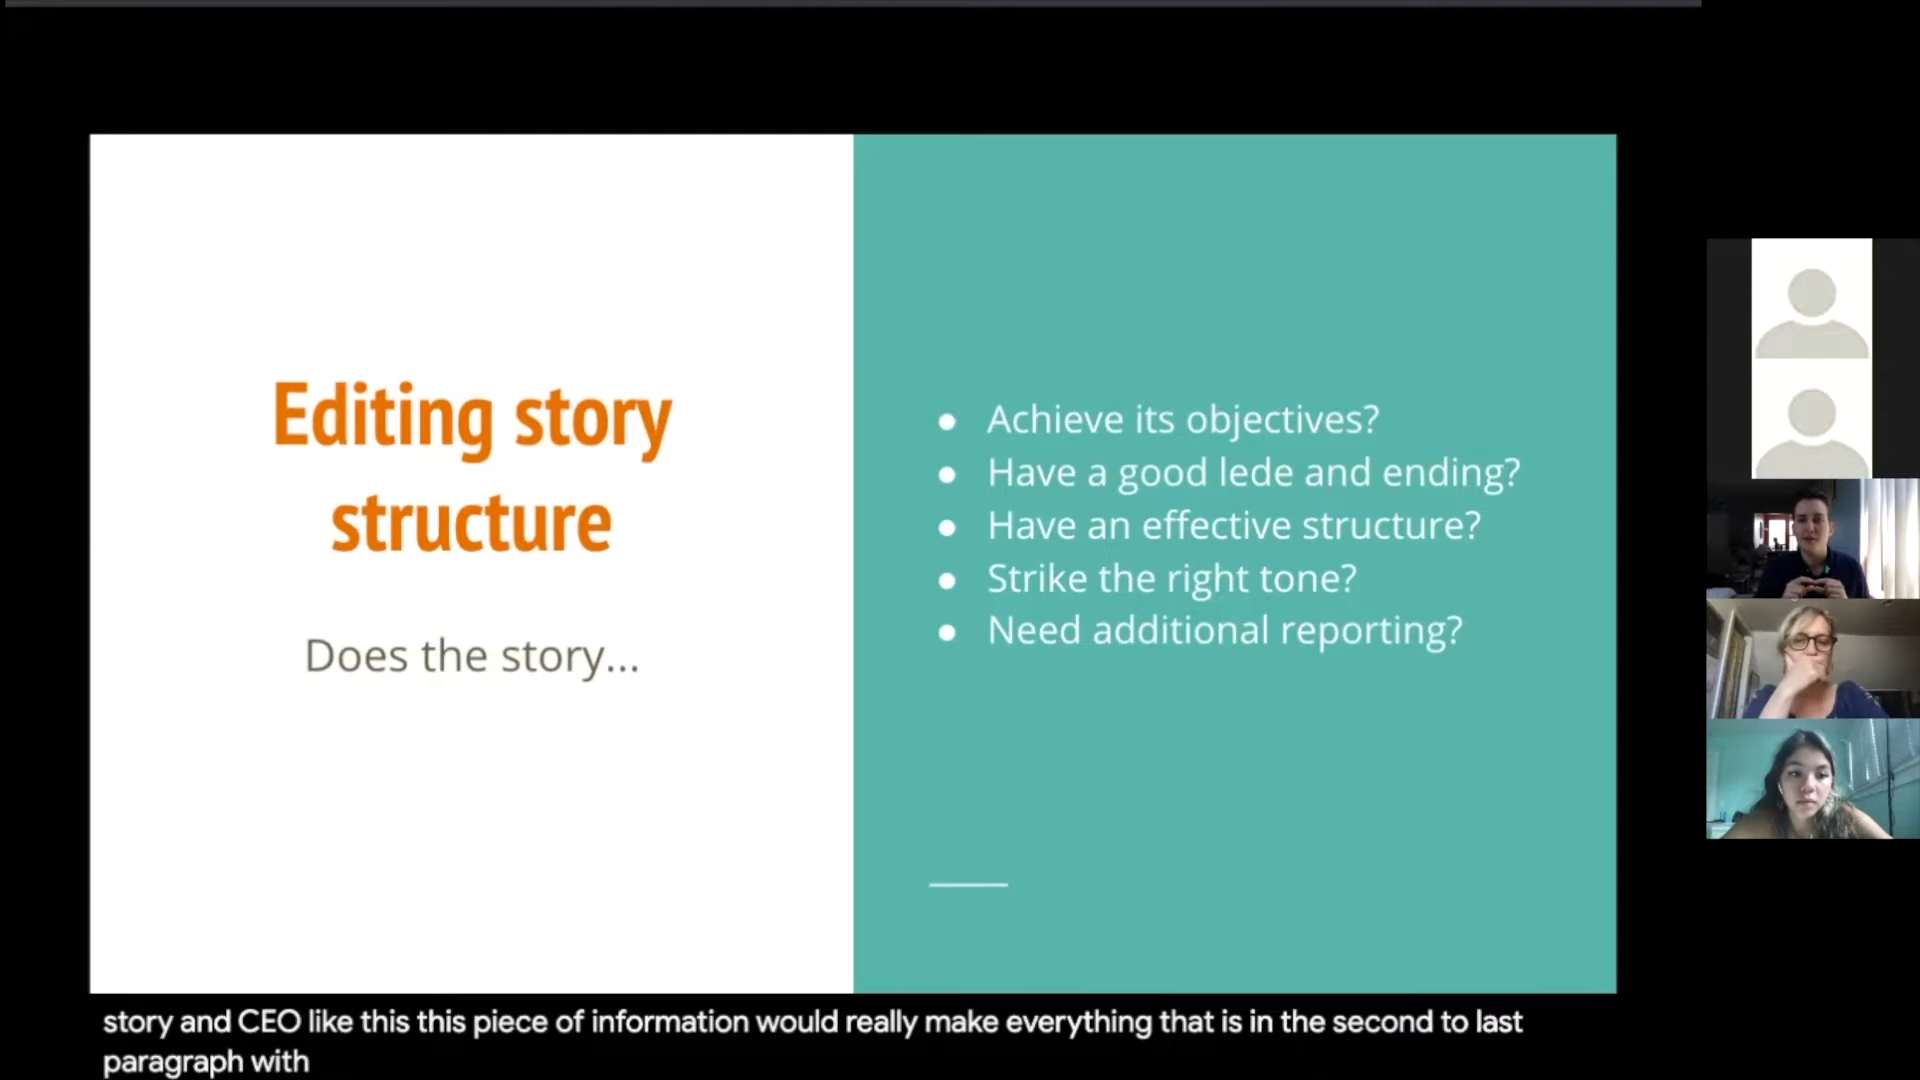 Editing story
structure
Does the story...
● Achieve its objectives?
● Have a good lede and ending?
● Have an effective structure?
● Strike the right tone?
● Need additional reporting?
story and CEO like this this piece of information would really make everything that is in the second to last
paragraph with